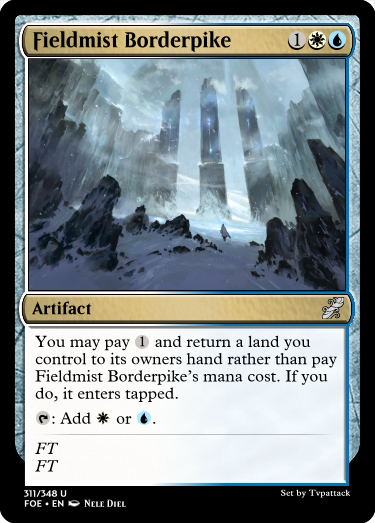 Fieldmist Borderpike 1
Artifact
You may pay 1 and return a land you
control to its owners hand rather than pay
Fieldmist Borderpike's mana cost. If you
do, it enters tapped.
: Add or .
FT
FT
311/348 U
FOE • EN Nele Diel
Set by Tvpattack